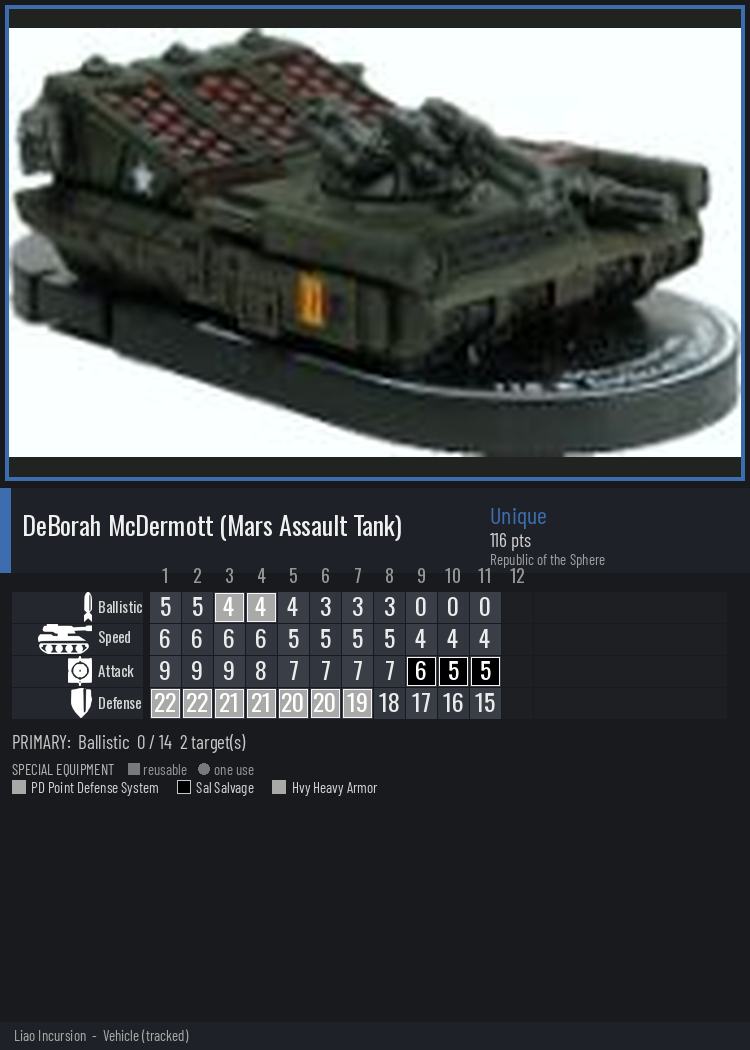 DeBorah McDermott (Mars Assault Tank)
Unique
116 pts
Republic of the Sphere
1 2 3 4 5 6 7 8 9 10 11 12
Ballistic 5 5 4 4 4 3 3 3 0 0 0
Speed 6 6 6 6 5 5 5 5 4 4 4
Attack 9 9 9 8 7 7 7 7 6 5 5
Defense 22 22 21 21 20 20 19 18 17 16 15
PRIMARY: Ballistic 0 / 14 2 target(s)
SPECIAL EQUIPMENT reusable one use
PD Point Defense System Sal Salvage Hvy Heavy Armor
Liao Incursion - Vehicle (tracked)